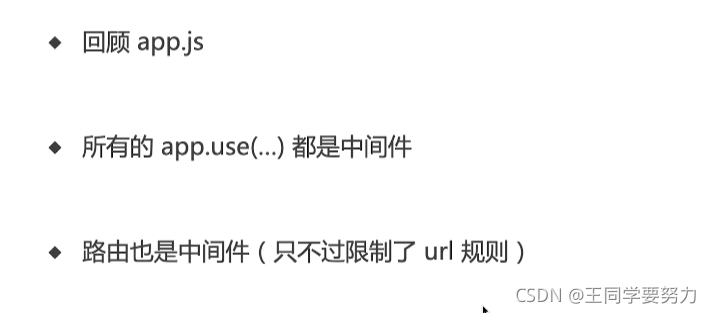 ◆ 回顾 app.js
◆ 所有的 app.use(...) 都是中间件
◆ 路由也是中间件（只不过限制了 url 规则）
CSDN @王同学要努力